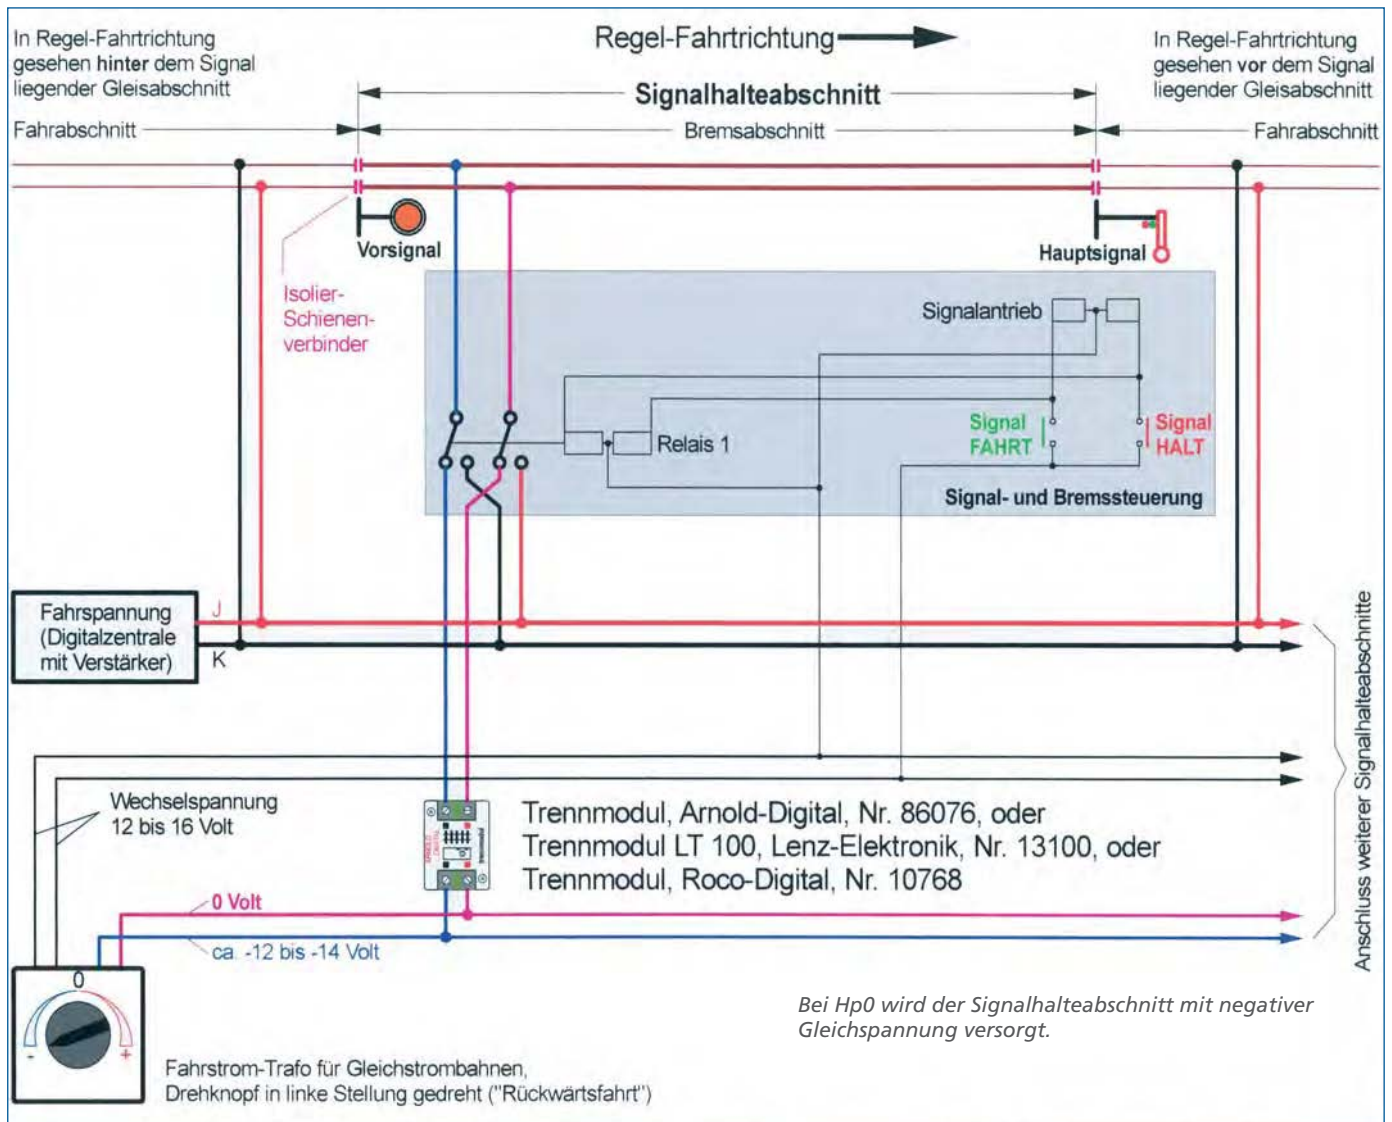 In Regel-Fahrtrichtung
gesehen hinter dem Signal
liegender Gleisabschnitt
Regel-Fahrtrichtung
In Regel-Fahrtrichtung
gesehen vor dem Signal
liegender Gleisabschnitt
Signalhalteabschnitt
Fahrabschnitt
Bremsabschnitt
Fahrabschnitt
Vorsignal
Hauptsignal
Isolier-
Schienen-
verbinder
Signalantrieb
Relais 1
Signal
FAHRT
Signal
HALT
Signal- und Bremssteuerung
Fahrspannung
(Digitalzentrale
mit Verstärker)
J
K
Anschluss weiterer Signalhalteabschnitte
Wechselspannung
12 bis 16 Volt
Trennmodul, Arnold-Digital, Nr. 86076, oder
Trennmodul LT 100, Lenz-Elektronik, Nr. 13100, oder
Trennmodul, Roco-Digital, Nr. 10768
0 Volt
ca. -12 bis -14 Volt
0
- +
Bei Hp0 wird der Signalhalteabschnitt mit negativer
Gleichspannung versorgt.
Fahrstrom-Trafo für Gleichstrombahnen,
Drehknopf in linke Stellung gedreht ("Rückwärtsfahrt")